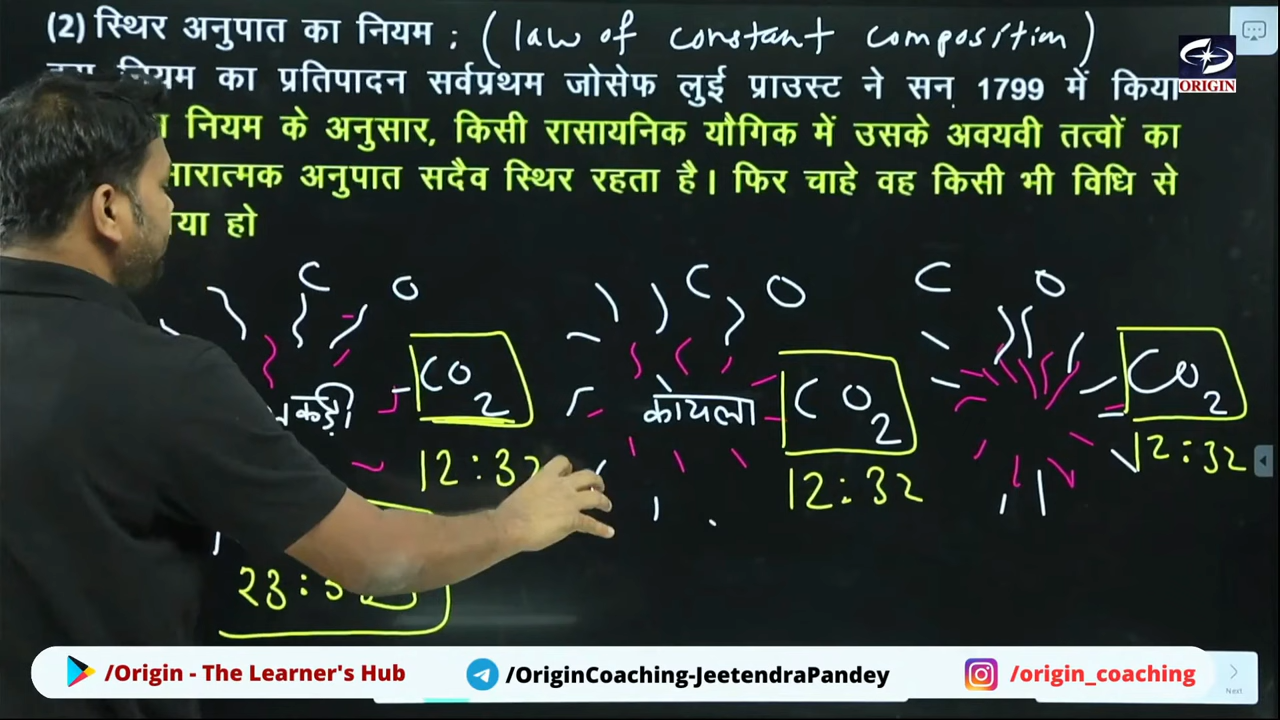 (2) स्थिर अनुपात का नियम ; (law of constant composition)
नियम का प्रतिपादन सर्वप्रथम जोसेफ लुई प्राउस्ट ने सन् 1799 में किया
ORIGIN
नियम के अनुसार, किसी रासायनिक यौगिक में उसके अवयवी तत्वों का
अनुपात सदैव स्थिर रहता है। फिर चाहे वह किसी भी विधि से
हो
C O C O C O
CO2 कोयला CO2 CO2
12:32 12:32 12:32
23:
/Origin - The Learner's Hub /OriginCoaching-JeetendraPandey /origin_coaching
Next